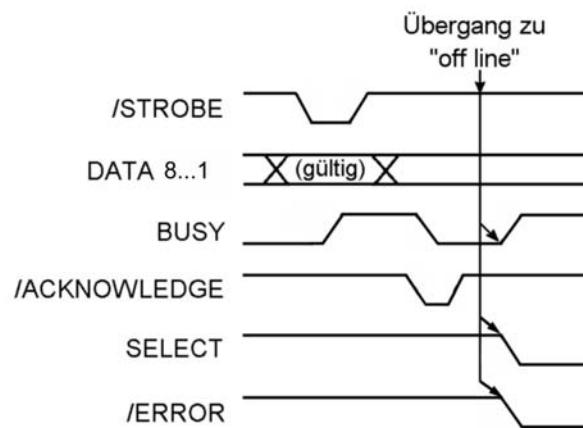 Übergang zu
"off line"
/STROBE
DATA 8...1
(gültig)
BUSY
/ACKNOWLEDGE
SELECT
/ERROR